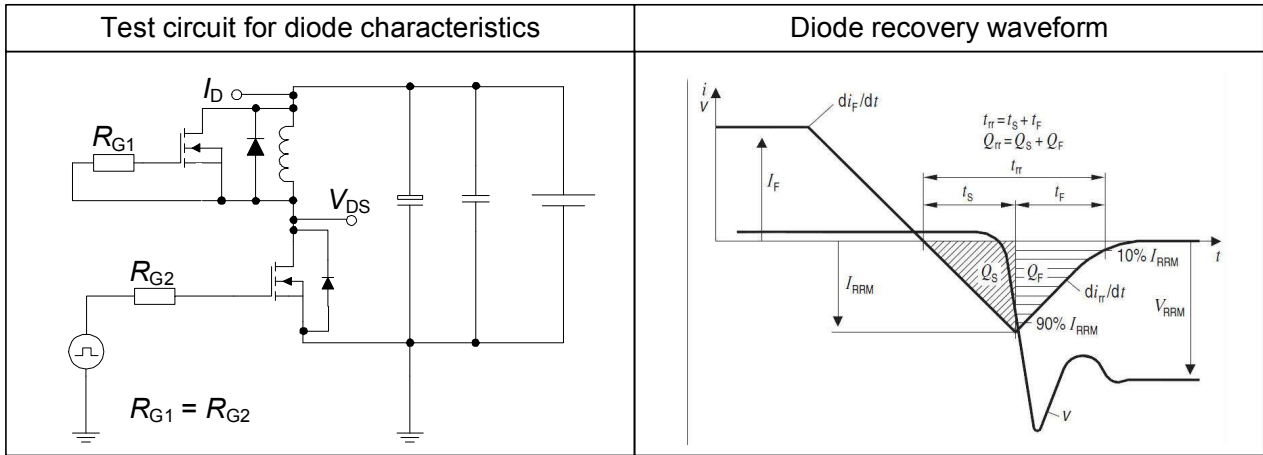 Test circuit for diode characteristics
Diode recovery waveform
I_D
R_G1
V_DS
R_G2
R_G1 = R_G2
i
v
di_F/dt
t_rr = t_S + t_F
Q_rr = Q_S + Q_F
t_rr
I_F
t_S
t_F
t
10% I_RRM
Q_S
Q_F
I_RRM
di_rr/dt
V_RRM
90% I_RRM
v